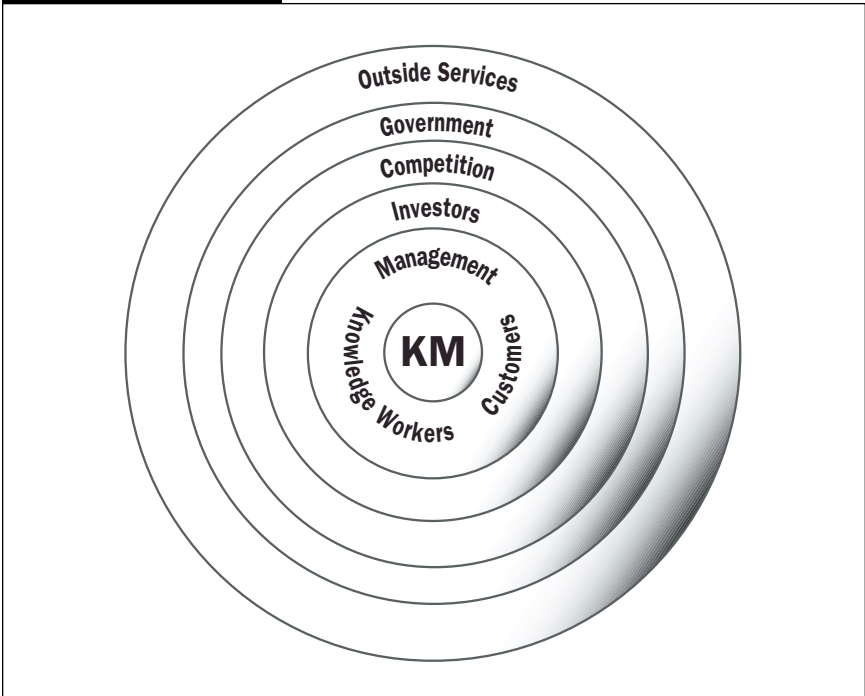 Outside Services
Government
Competition
Investors
Management
KM
Knowledge Workers
Customers